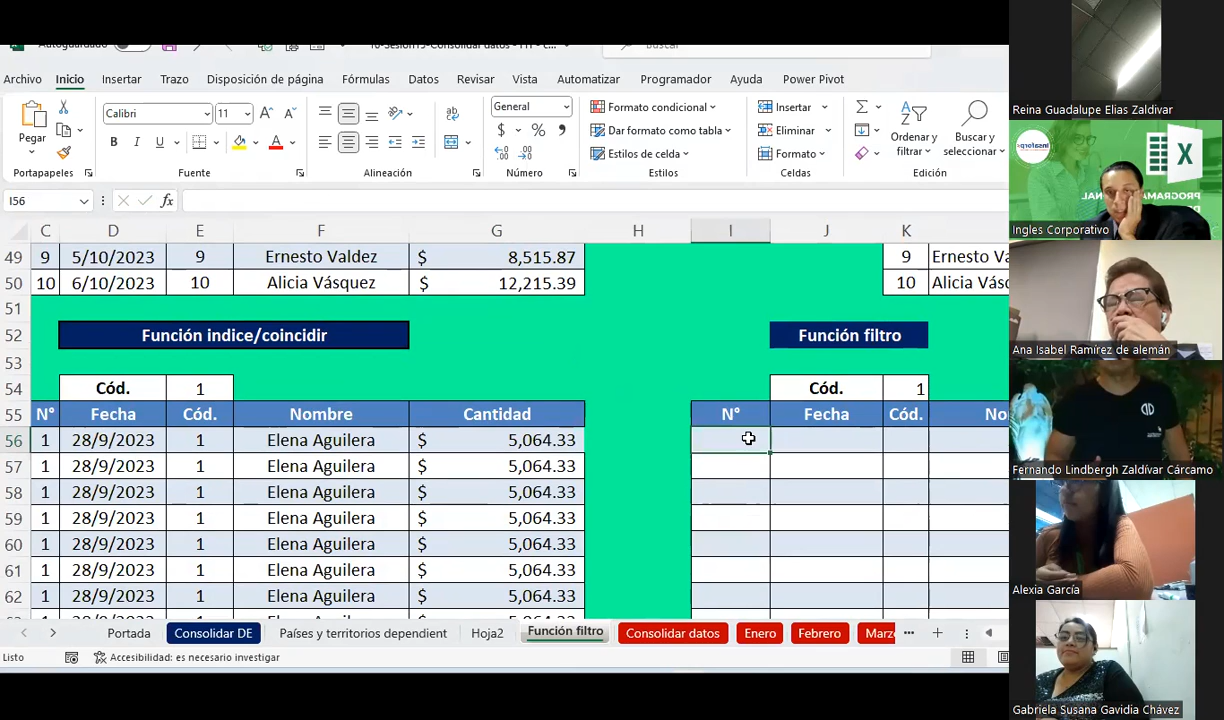 Buscar
Archivo Inicio Insertar Trazo Disposición de página Fórmulas Datos Revisar Vista Automatizar Programador Ayuda Power Pivot
Pegar
Calibri 11
N K S
General
Formato condicional
Dar formato como tabla
Estilos de celda
Insertar
Eliminar
Formato
Ordenar y filtrar
Buscar y seleccionar
Portapapeles Fuente Alineación Número Estilos Celdas Edición
I56 fx
C D E F G H I J K
49 9 5/10/2023 9 Ernesto Valdez $ 8,515.87 9 Ernesto Va
50 10 6/10/2023 10 Alicia Vásquez $ 12,215.39 10 Alicia Vásq
51
52 Función indice/coincidir Función filtro
53
54 Cód. 1 Cód. 1
55 N° Fecha Cód. Nombre Cantidad N° Fecha Cód. No
56 1 28/9/2023 1 Elena Aguilera $ 5,064.33
57 1 28/9/2023 1 Elena Aguilera $ 5,064.33
58 1 28/9/2023 1 Elena Aguilera $ 5,064.33
59 1 28/9/2023 1 Elena Aguilera $ 5,064.33
60 1 28/9/2023 1 Elena Aguilera $ 5,064.33
61 1 28/9/2023 1 Elena Aguilera $ 5,064.33
62 1 28/9/2023 1 Elena Aguilera $ 5,064.33
Portada Consolidar DE Países y territorios dependient Hoja2 Función filtro Consolidar datos Enero Febrero Marz
Listo Accesibilidad: es necesario investigar
Reina Guadalupe Elias Zaldivar
Ingles Corporativo
Ana Isabel Ramírez de alemán
Fernando Lindbergh Zaldívar Cárcamo
Alexia García
Gabriela Susana Gavidia Chávez